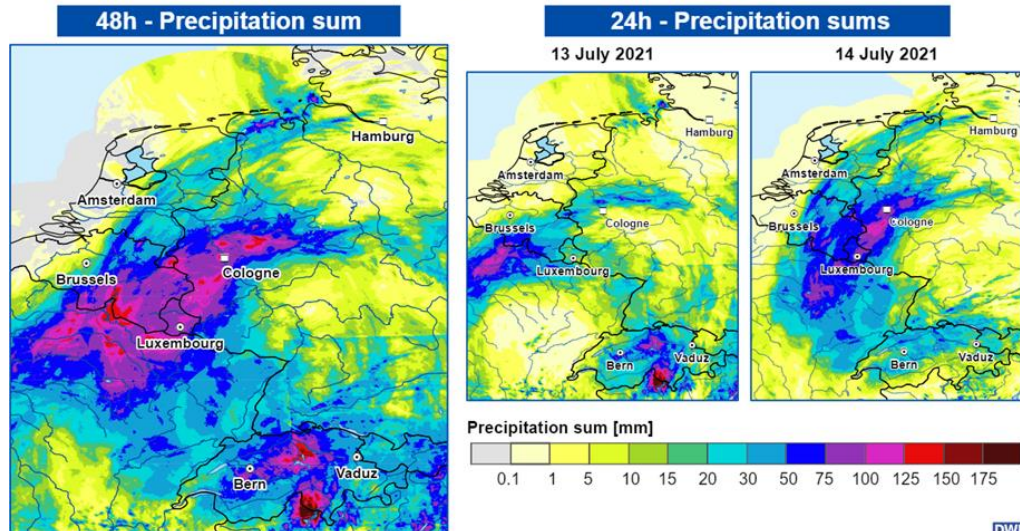 48h - Precipitation sum
Hamburg
Amsterdam
Brussels
Cologne
Luxembourg
Bern
Vaduz
24h - Precipitation sums
13 July 2021
Hamburg
Amsterdam
Brussels
Cologne
Luxembourg
Bern
Vaduz
14 July 2021
Hamburg
Amsterdam
Brussels
Cologne
Luxembourg
Bern
Vaduz
Precipitation sum [mm]
0.1 1 5 10 15 20 30 50 75 100 125 150 175